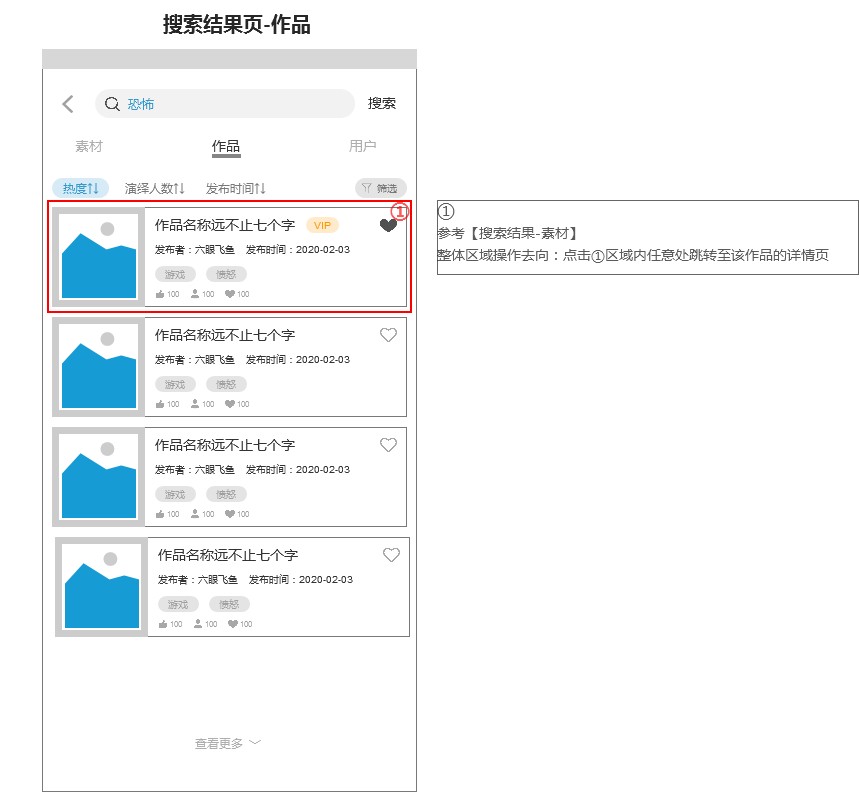 搜索结果页-作品
恐怖 搜索
素材 作品 用户
热度 演绎人数 发布时间 筛选
①
作品名称远不止七个字 VIP
发布者：六眼飞鱼 发布时间：2020-02-03
游戏 愤怒
100 100 100
作品名称远不止七个字
发布者：六眼飞鱼 发布时间：2020-02-03
游戏 愤怒
100 100 100
作品名称远不止七个字
发布者：六眼飞鱼 发布时间：2020-02-03
游戏 愤怒
100 100 100
作品名称远不止七个字
发布者：六眼飞鱼 发布时间：2020-02-03
游戏 愤怒
100 100 100
查看更多
①
参考【搜索结果-素材】
整体区域操作去向：点击①区域内任意处跳转至该作品的详情页